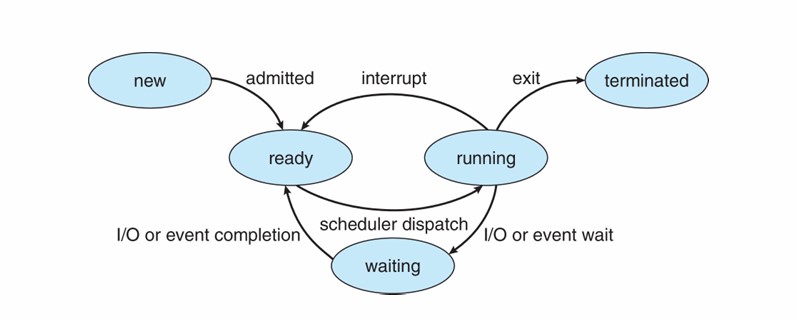 new
admitted
interrupt
exit
terminated
ready
running
scheduler dispatch
I/O or event completion
I/O or event wait
waiting